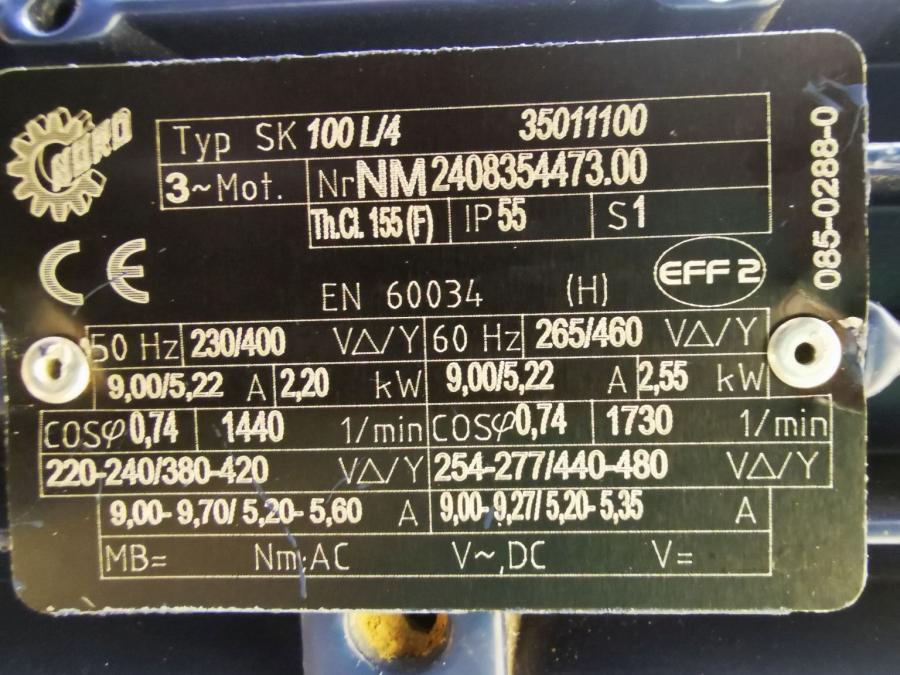 NORD
Typ SK 100 L/4 35011100
3~Mot. Nr NM 2408354473.00
Th.Cl. 155 (F) IP 55 S 1
085-0288-0
CE
EN 60034 (H) EFF 2
50 Hz 230/400 V△/Y 60 Hz 265/460 V△/Y
9,00/5,22 A 2,20 kW 9,00/5,22 A 2,55 kW
cosφ 0,74 1440 1/min cosφ 0,74 1730 1/min
220-240/380-420 V△/Y 254-277/440-480 V△/Y
9,00- 9,70/ 5,20- 5,60 A 9,00- 9,27/ 5,20- 5,35 A
MB= Nm:AC V~,DC V=